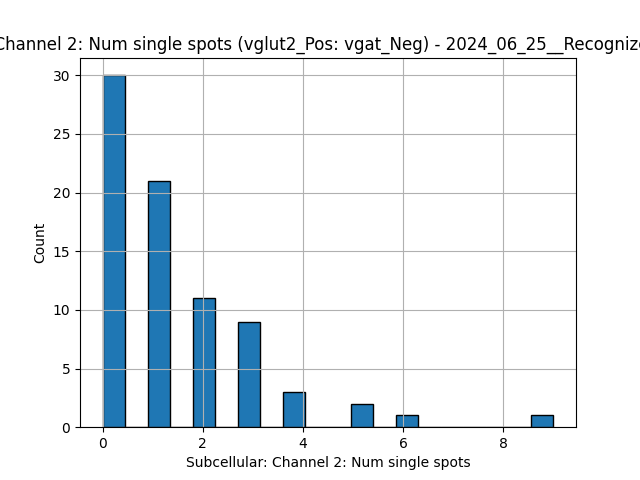 Channel 2: Num single spots (vglut2_Pos: vgat_Neg) - 2024_06_25__Recognize
30
25
20
15
10
5
0
Count
0 2 4 6 8
Subcellular: Channel 2: Num single spots